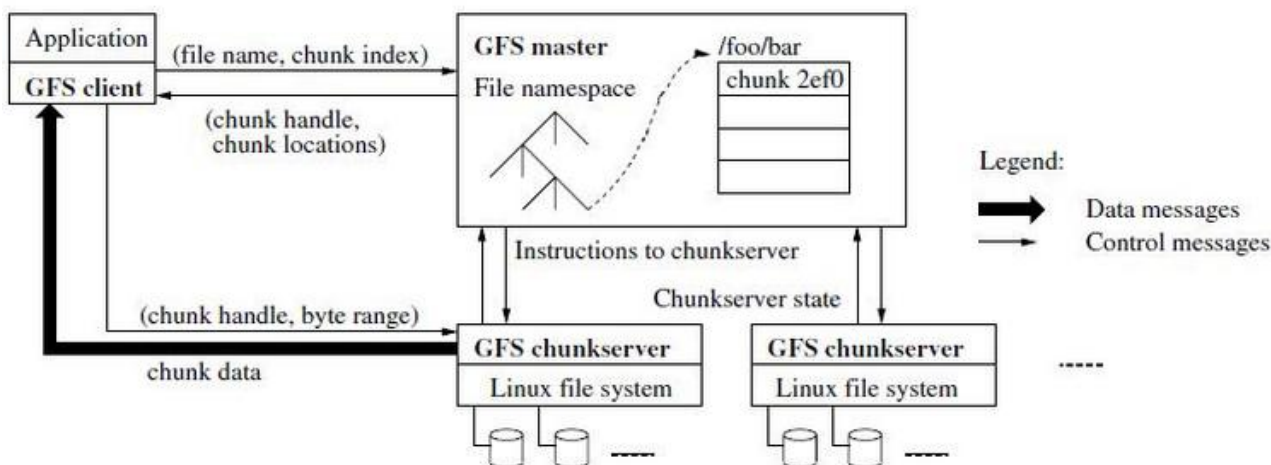 Application
GFS client
(file name, chunk index)
(chunk handle,
chunk locations)
GFS master
File namespace
/foo/bar
chunk 2ef0
Legend:
Data messages
Control messages
Instructions to chunkserver
Chunkserver state
(chunk handle, byte range)
chunk data
GFS chunkserver
Linux file system
GFS chunkserver
Linux file system